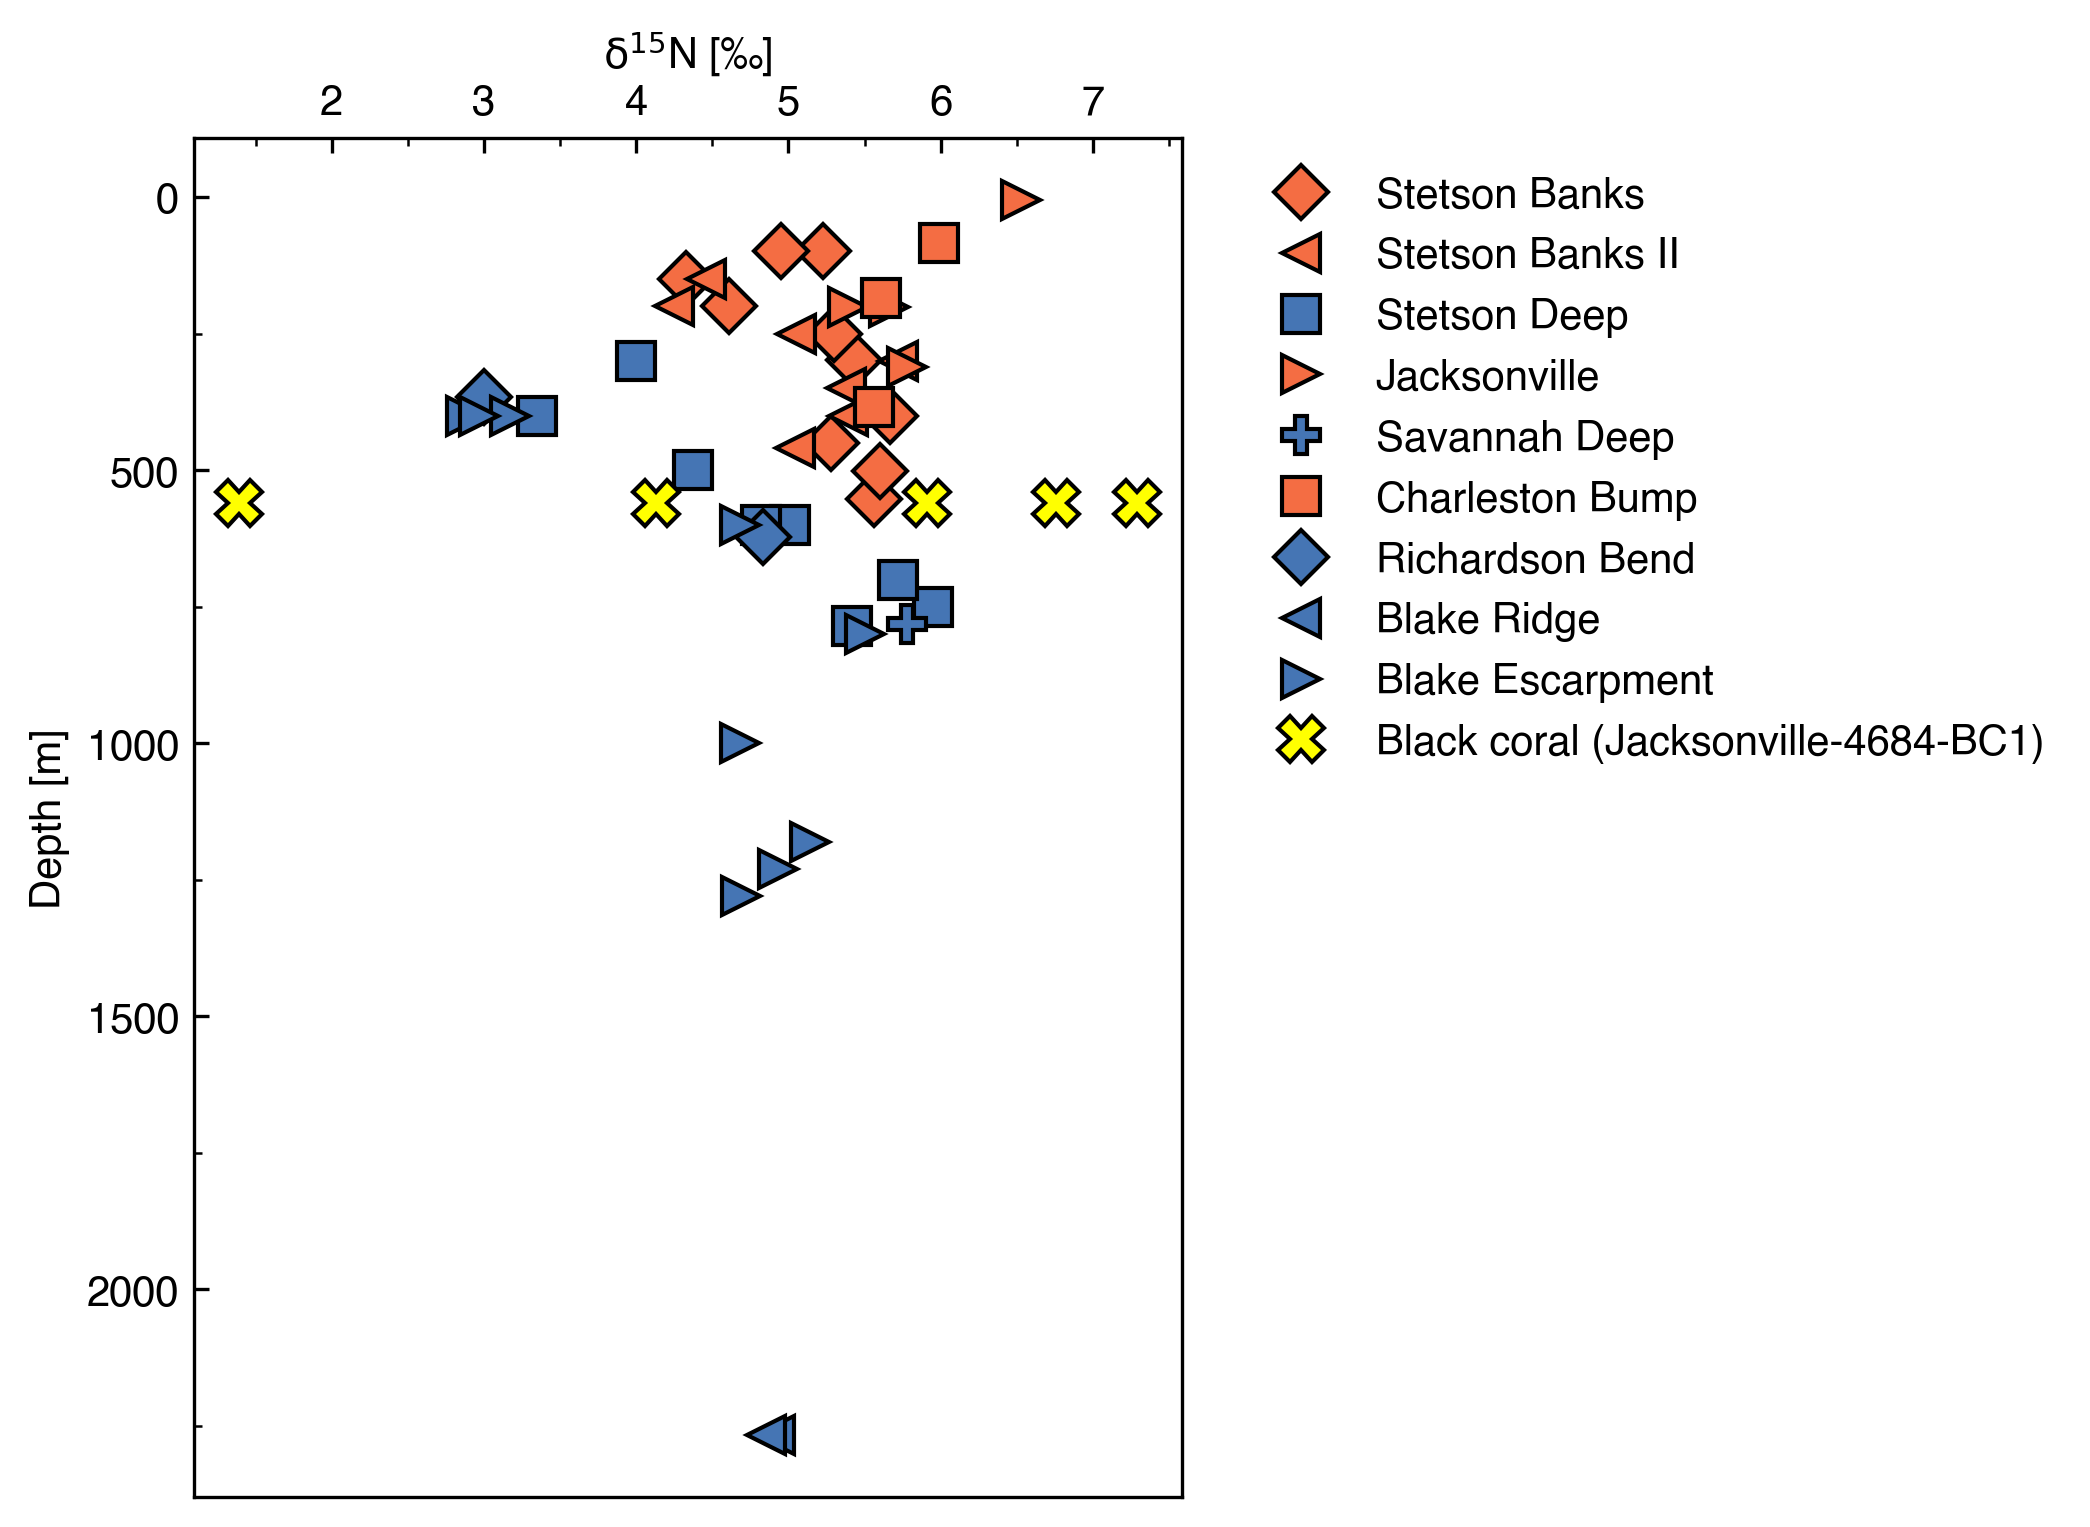 δ¹⁵N [‰]
2 3 4 5 6 7
0
500
1000
1500
2000
Depth [m]
Stetson Banks
Stetson Banks II
Stetson Deep
Jacksonville
Savannah Deep
Charleston Bump
Richardson Bend
Blake Ridge
Blake Escarpment
Black coral (Jacksonville-4684-BC1)